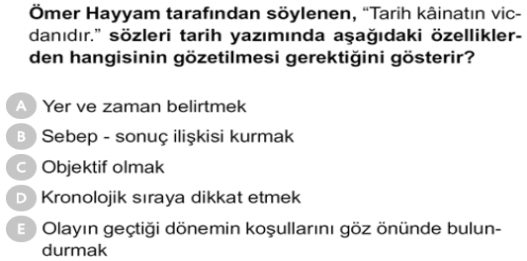 Ömer Hayyam tarafından söylenen, “Tarih kâinatın vic-
danıdır.” sözleri tarih yazımında aşağıdaki özellikler-
den hangisinin gözetilmesi gerektiğini gösterir?
A Yer ve zaman belirtmek
B Sebep - sonuç ilişkisi kurmak
C Objektif olmak
D Kronolojik sıraya dikkat etmek
E Olayın geçtiği dönemin koşullarını göz önünde bulun-
durmak